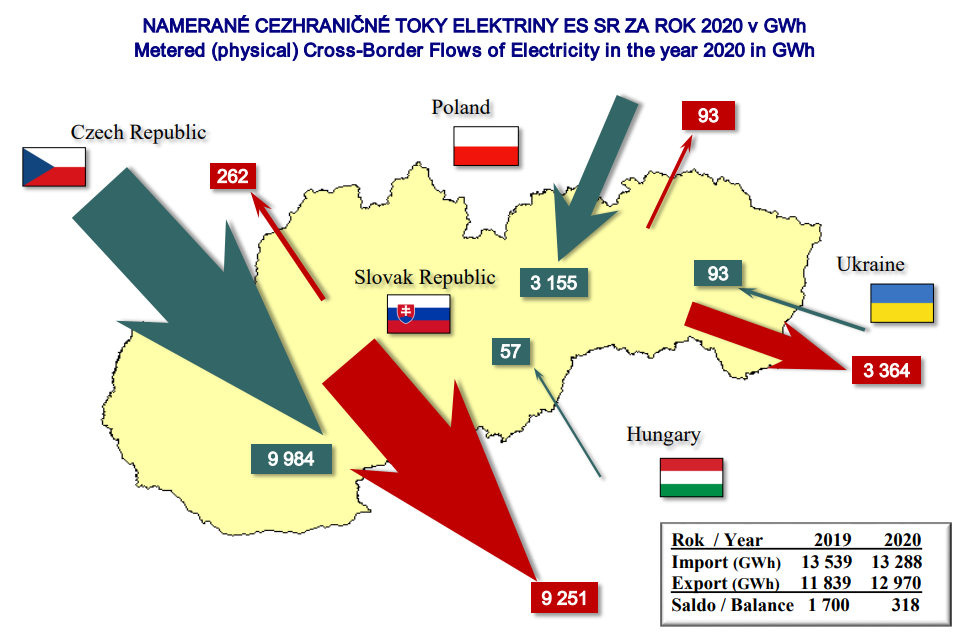 NAMERANÉ CEZHRANIČNÉ TOKY ELEKTRINY ES SR ZA ROK 2020 v GWh
Metered (physical) Cross-Border Flows of Electricity in the year 2020 in GWh
Poland
93
Czech Republic
262
Ukraine
Slovak Republic
3 155
93
57
3 364
Hungary
9 984
9 251
Rok / Year 2019 2020
Import (GWh) 13 539 13 288
Export (GWh) 11 839 12 970
Saldo / Balance 1 700 318